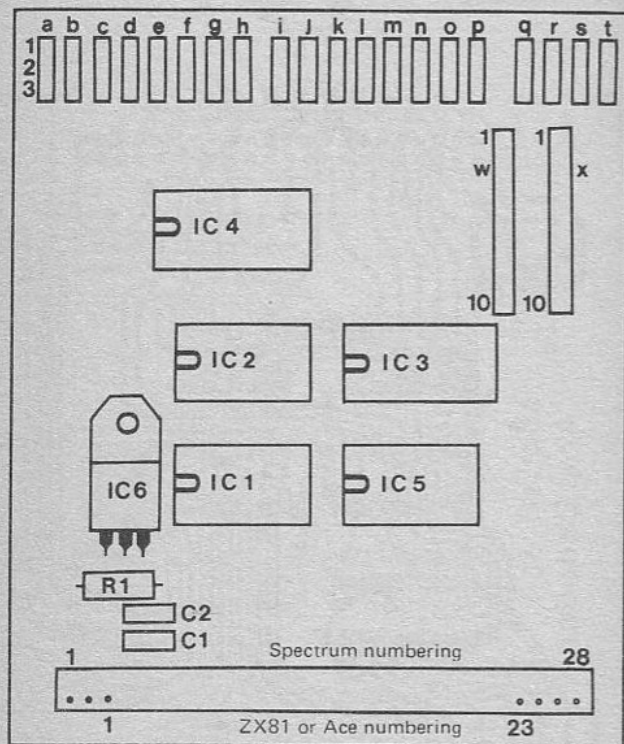 a b c d e f g h i j k l m n o p q r s t
1
2
3
1 1
w x
IC 4
10 10
IC 2 IC 3
IC6 IC 1 IC 5
R1
C2
C1
1 Spectrum numbering 28
1 ZX81 or Ace numbering 23